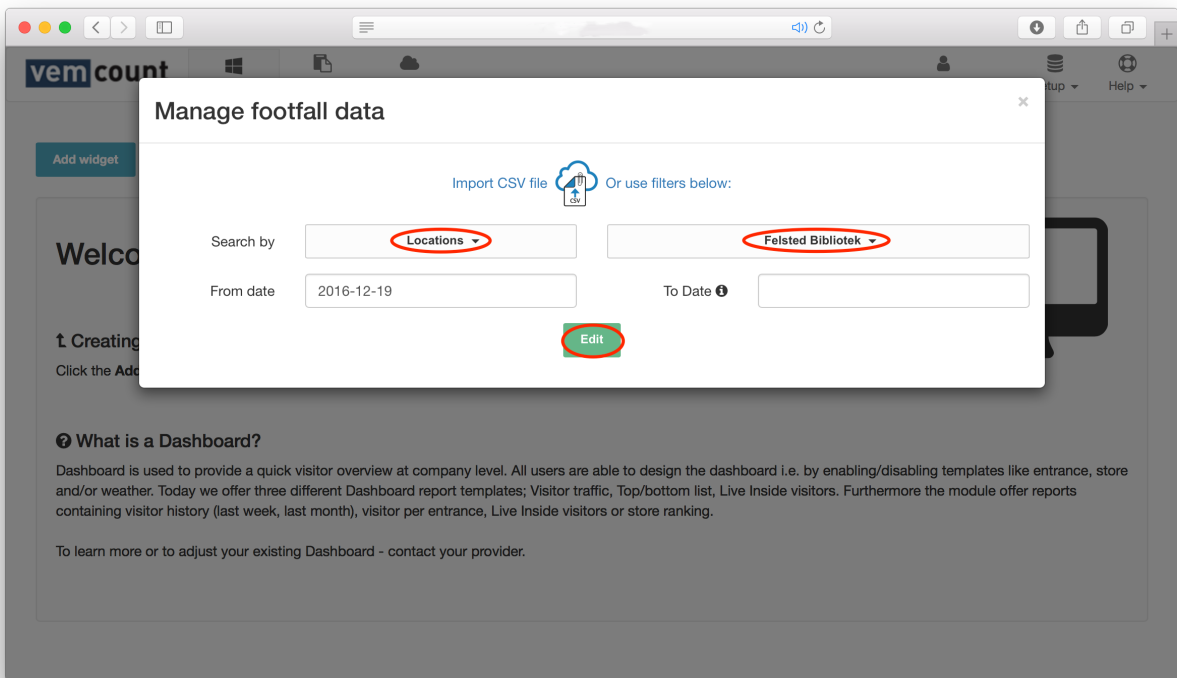 vemcount
tup
Help
Manage footfall data
×
Add widget
Import CSV file
CSV
Or use filters below:
Search by
Locations
Felsted Bibliotek
From date
2016-12-19
To Date
Edit
Welco
1. Creating
Click the Add
What is a Dashboard?
Dashboard is used to provide a quick visitor overview at company level. All users are able to design the dashboard i.e. by enabling/disabling templates like entrance, store
and/or weather. Today we offer three different Dashboard report templates; Visitor traffic, Top/bottom list, Live Inside visitors. Furthermore the module offer reports
containing visitor history (last week, last month), visitor per entrance, Live Inside visitors or store ranking.
To learn more or to adjust your existing Dashboard - contact your provider.